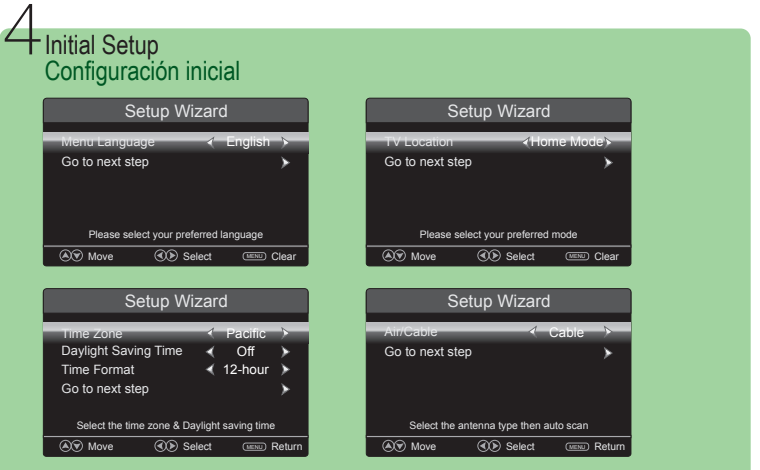 4
Initial Setup
Configuración inicial
Setup Wizard
Menu Language English
Go to next step
Please select your preferred language
Move Select MENU Clear
Setup Wizard
TV Location Home Mode
Go to next step
Please select your preferred mode
Move Select MENU Clear
Setup Wizard
Time Zone Pacific
Daylight Saving Time Off
Time Format 12-hour
Go to next step
Select the time zone & Daylight saving time
Move Select MENU Return
Setup Wizard
Air/Cable Cable
Go to next step
Select the antenna type then auto scan
Move Select MENU Return